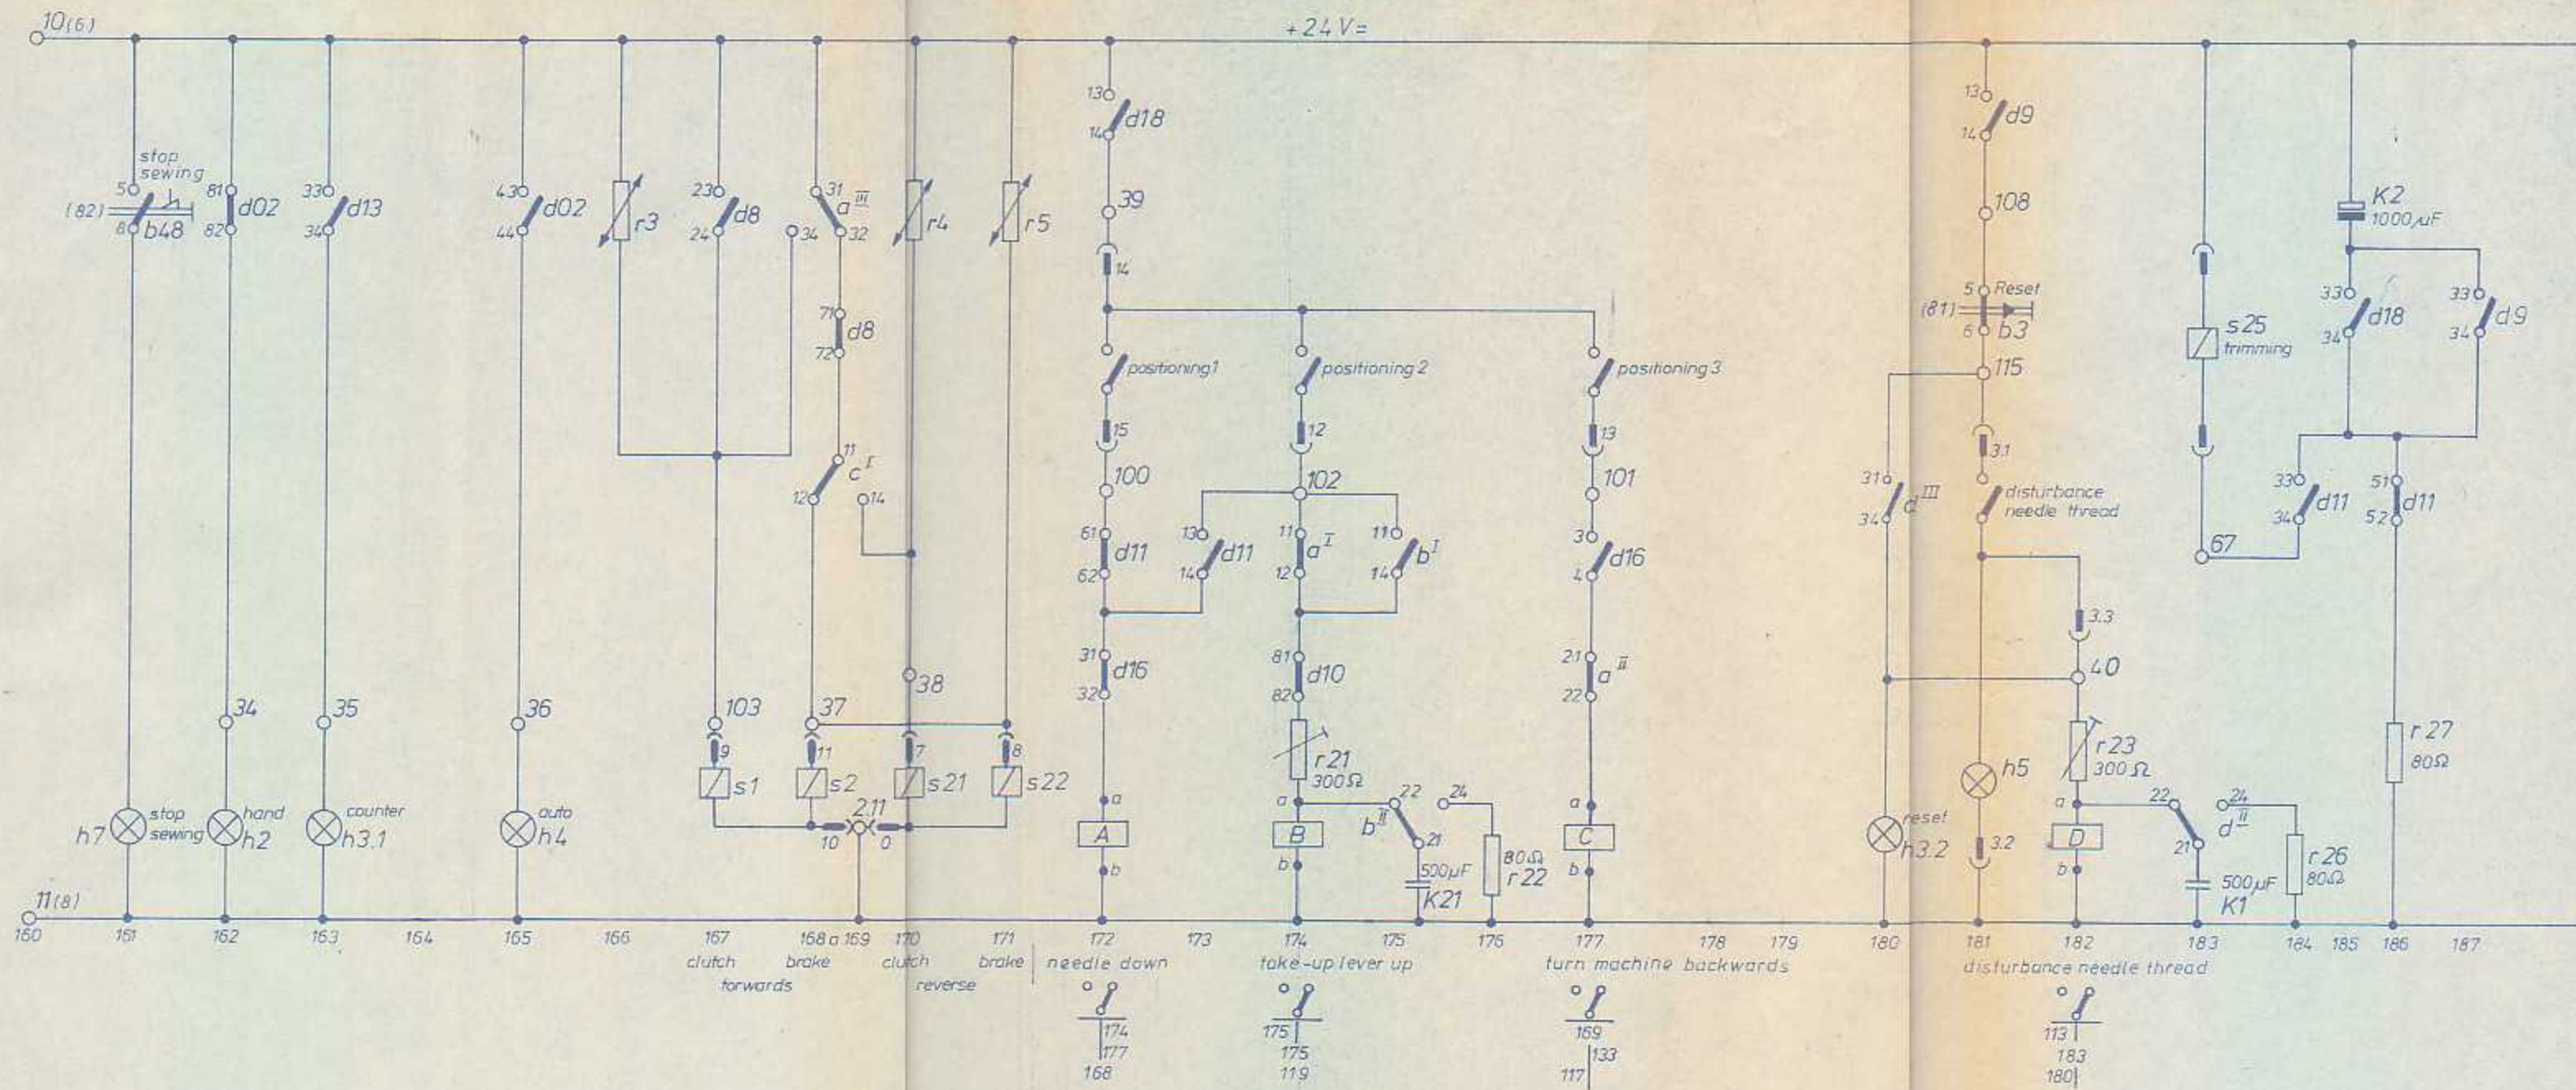 10(6)
+24V=
13
d18
14
13
d9
14
stop
sewing
5
(82)
8
b48
81
d02
82
33
d13
34
43
d02
44
r3
23
d8
24
31
a III
34
32
r4
r5
39
14
108
K2
1000µF
5
Reset
(81)
6
b3
115
s25
trimming
33
d18
34
33
d9
34
71
d8
72
positioning 1
positioning 2
positioning 3
15
12
13
11
c I
12
14
100
102
101
3.1
disturbance
needle thread
31
d III
34
33
d11
34
51
d11
52
67
61
d11
62
13
d11
14
11
a I
12
11
b I
14
3
d16
4
3.3
40
31
d16
32
81
d10
82
21
a II
22
38
34
35
36
103
37
9
11
7
8
s1
s2
s21
s22
r21
300Ω
r23
300Ω
r27
80Ω
h5
h7
stop
sewing
hand
h2
counter
h3.1
auto
h4
2.11
10
0
a
A
b
a
B
b
22
24
b II
21
500µF
K21
80Ω
r22
a
C
b
reset
h3.2
3.2
a
D
b
22
24
d II
21
500µF
K1
r26
80Ω
11(8)
160
161
162
163
164
165
166
167
168
a
169
170
171
172
173
174
175
176
177
178
179
180
181
182
183
184
185
186
187
clutch
brake
clutch
brake
needle down
take-up lever up
turn machine backwards
disturbance needle thread
forwards
reverse
174
177
168
175
175
119
169
133
117
113
183
180